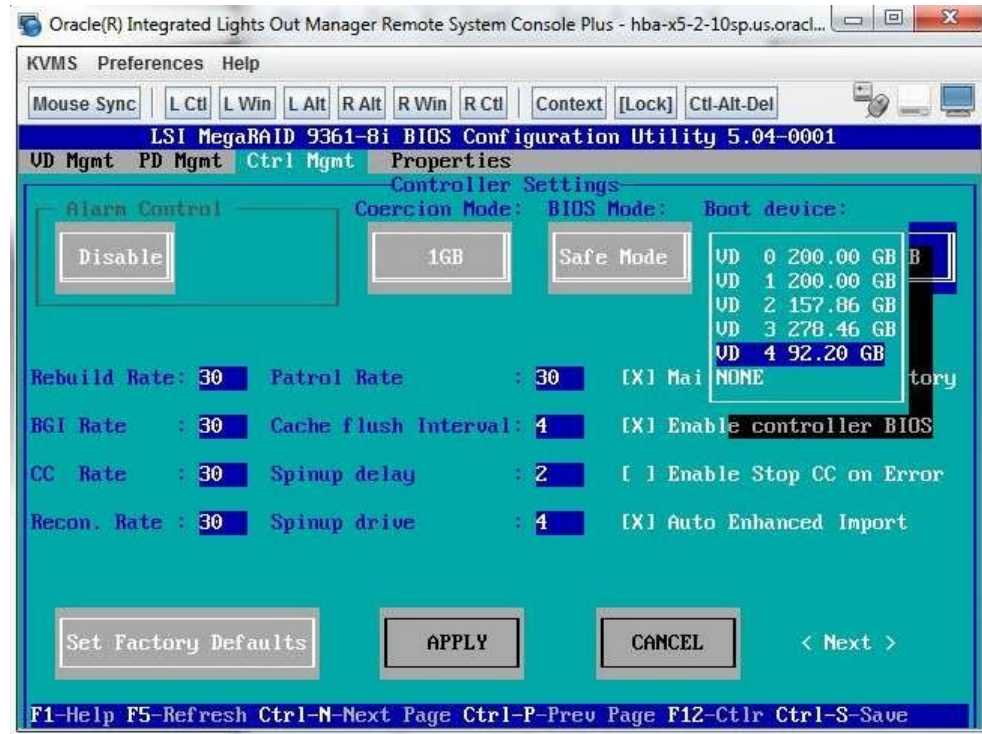 Oracle(R) Integrated Lights Out Manager Remote System Console Plus - hba-x5-2-10sp.us.oracl...
KVMS Preferences Help
Mouse Sync L Ctl L Win L Alt R Alt R Win R Ctl Context [Lock] Ctl-Alt-Del
LSI MegaRAID 9361-8i BIOS Configuration Utility 5.04-0001
VD Mgmt PD Mgmt Ctrl Mgmt Properties
Controller Settings
Alarm Control Coercion Mode: BIOS Mode: Boot device:
Disable 1GB Safe Mode VD 0 200.00 GB B
VD 1 200.00 GB
VD 2 157.86 GB
VD 3 278.46 GB
VD 4 92.20 GB
Rebuild Rate: 30 Patrol Rate : 30 [X] Mai NONE tory
BGI Rate : 30 Cache flush Interval: 4 [X] Enable controller BIOS
CC Rate : 30 Spinup delay : 2 [ ] Enable Stop CC on Error
Recon. Rate : 30 Spinup drive : 4 [X] Auto Enhanced Import
Set Factory Defaults APPLY CANCEL < Next >
F1-Help F5-Refresh Ctrl-N-Next Page Ctrl-P-Prev Page F12-Ctlr Ctrl-S-Save